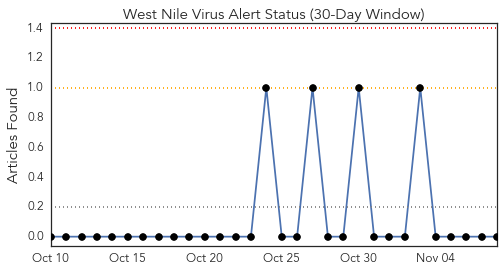 West Nile Virus Alert Status (30-Day Window)
1.4
1.2
1.0
0.8
0.6
0.4
0.2
0.0
Articles Found
Oct 10
Oct 15
Oct 20
Oct 25
Oct 30
Nov 04